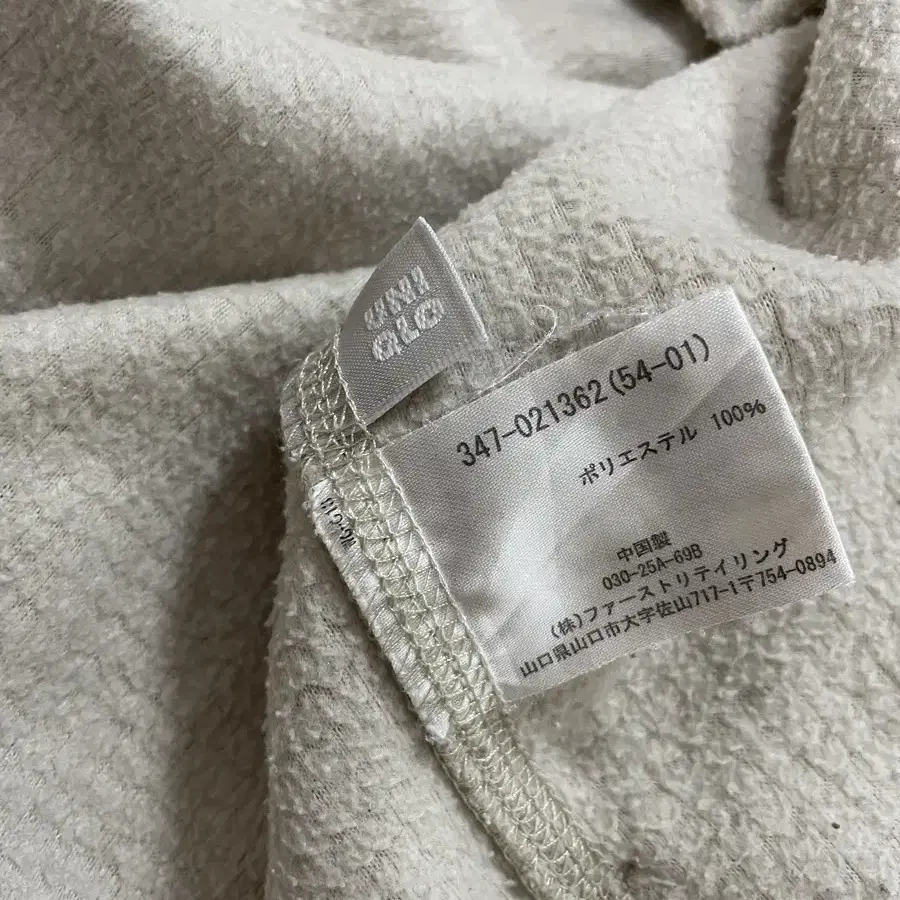 UNI
QLO
347-021362(54-01)
ポリエステル 100%
中国製
030-25A-69B
(株)ファーストリテイリング
山口県山口市大字佐山717-1〒754-0894